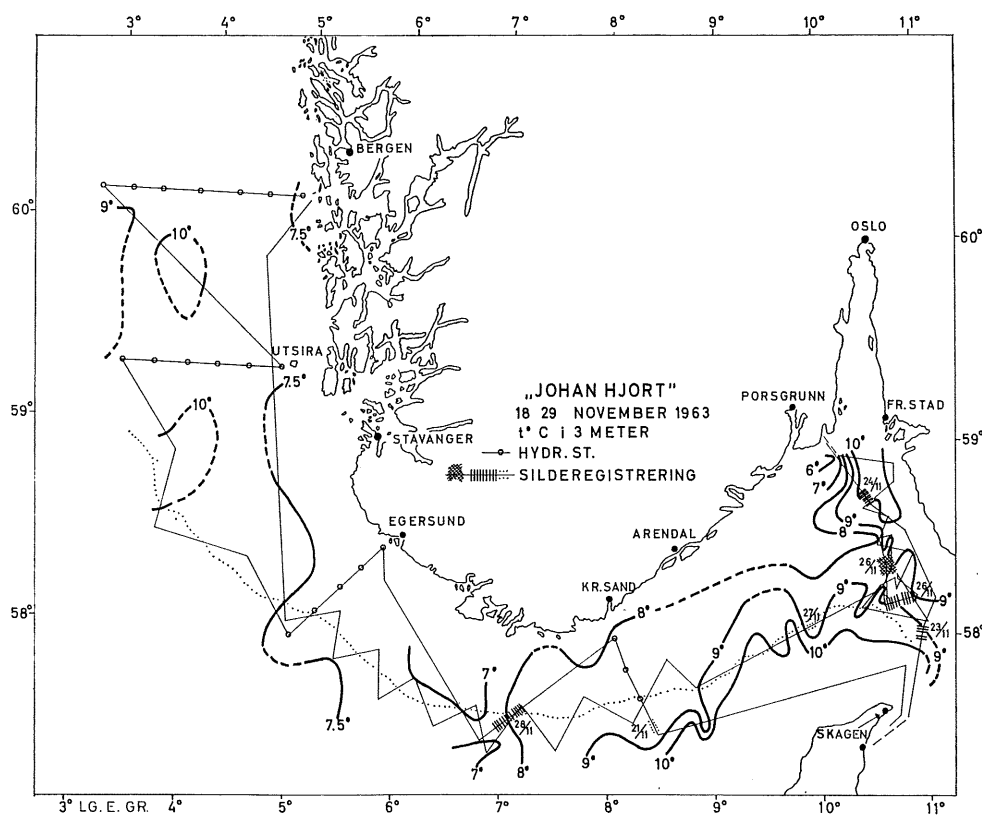 3° 4° 5° 6° 7° 8° 9° 10° 11°
BERGEN
60°
9°
10°
7.5°
OSLO
60°
UTSIRA
7.5°
59°
10°
STAVANGER
„JOHAN HJORT"
18 29 NOVEMBER 1963
t° C i 3 METER
HYDR. ST.
SILDEREGISTRERING
PORSGRUNN
FR. STAD
59°
10°
6°
7°
24/11
9°
8°
EGERSUND
ARENDAL
KR.SAND
26/11
26/11
9°
58°
8°
9°
27/11
23/11
58°
9°
10°
9°
7°
7.5°
28/11
21/11
7°
8°
9°
10°
SKAGEN
3° LG. E. GR. 4° 5° 6° 7° 8° 9° 10° 11°